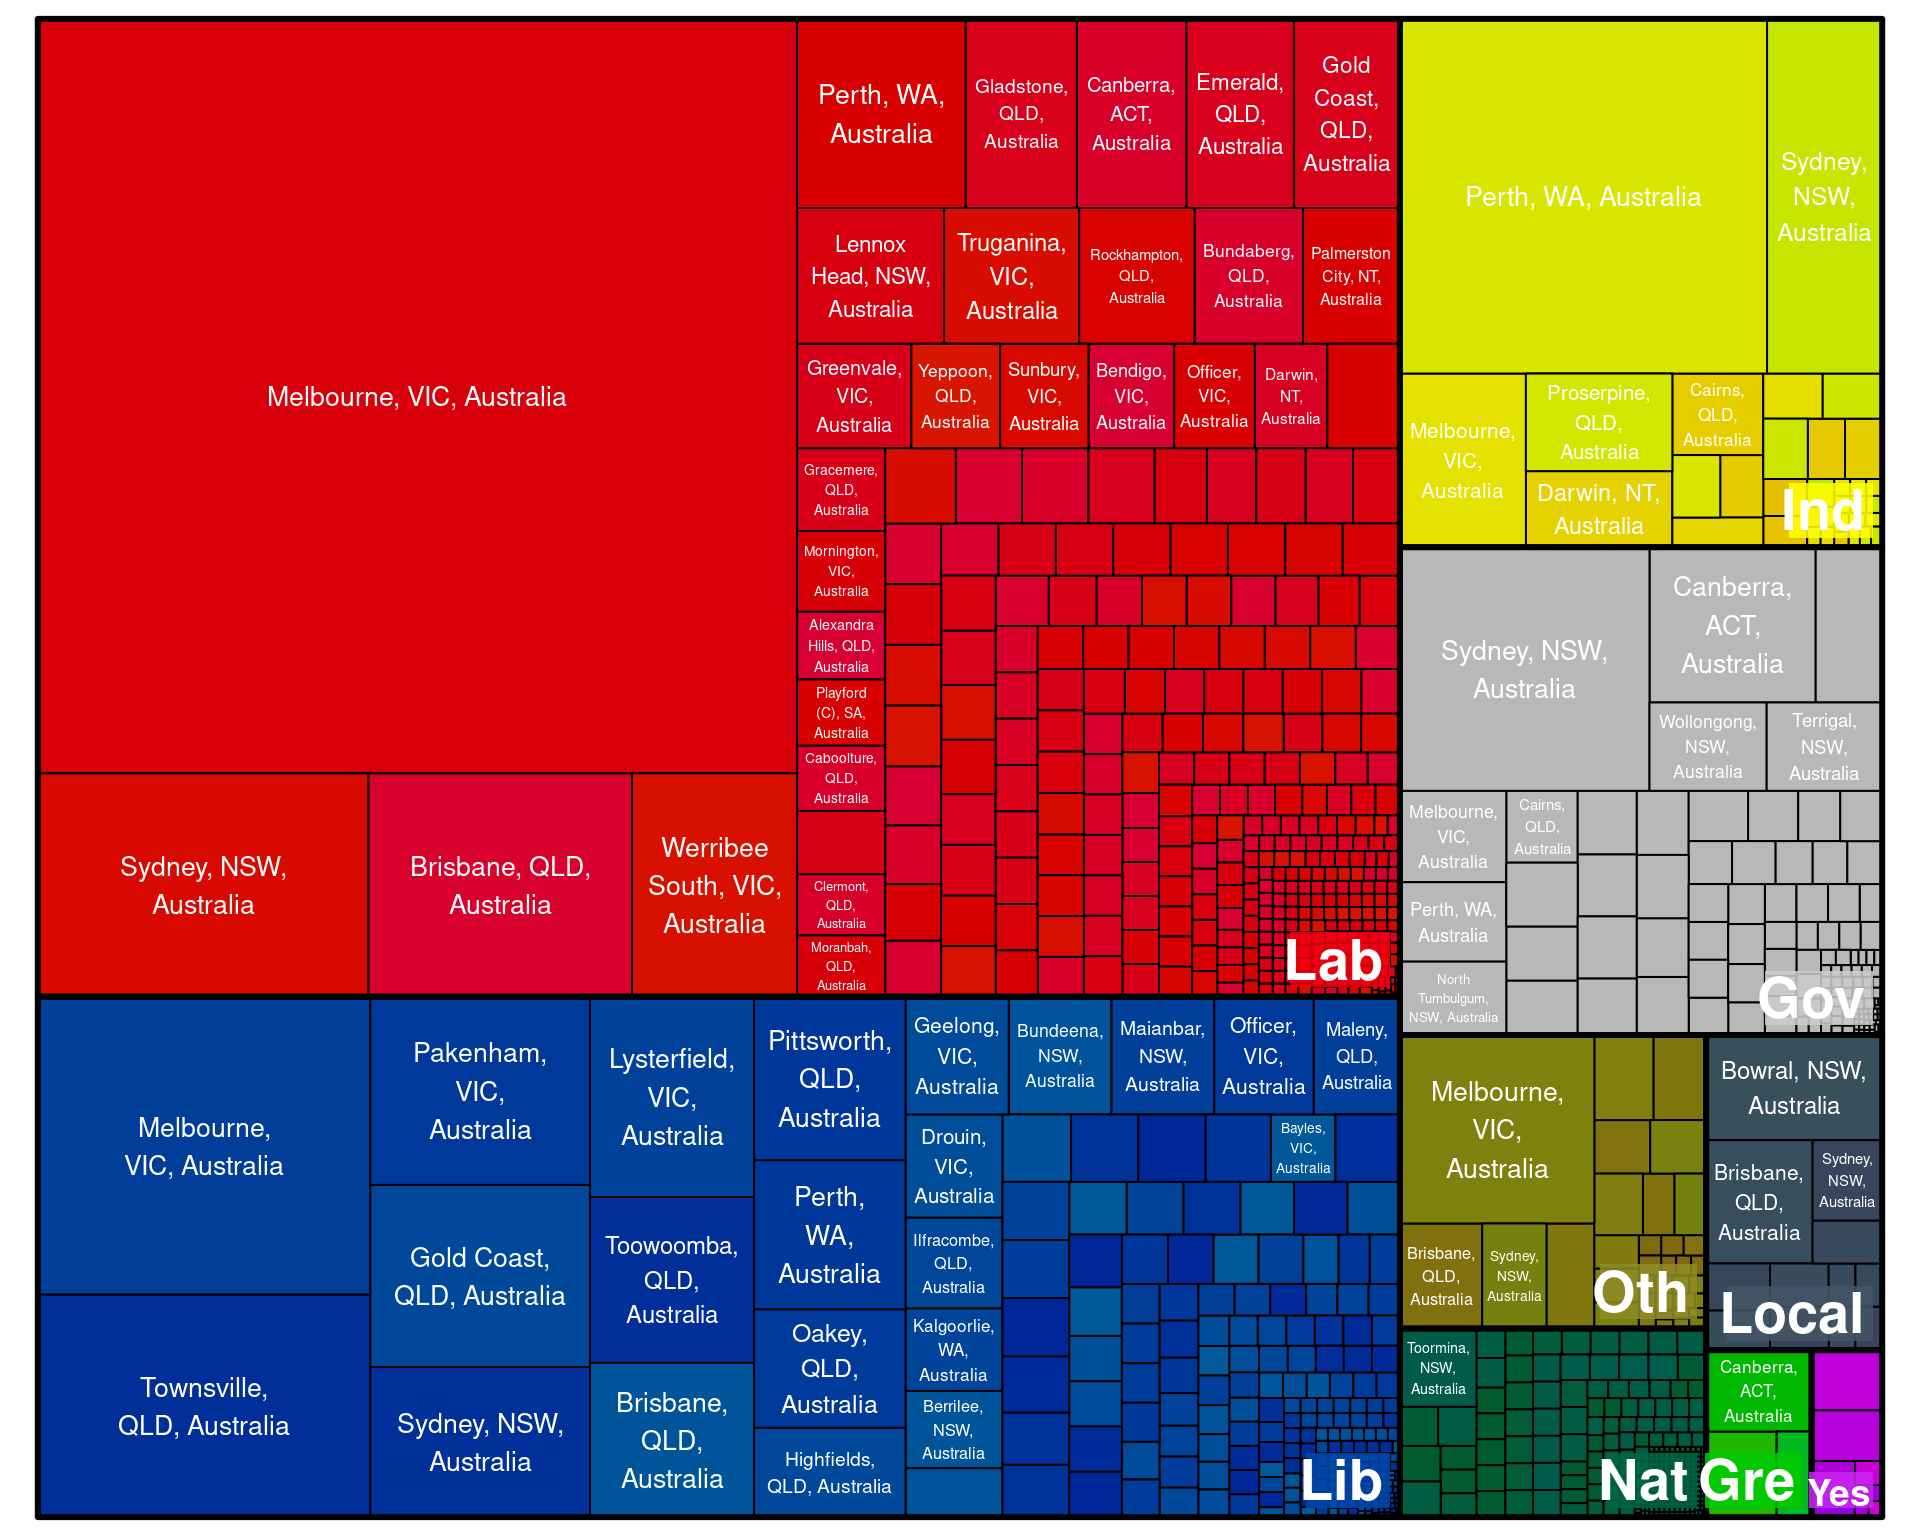 Melbourne, VIC, Australia
Sydney, NSW,
Australia
Brisbane, QLD,
Australia
Werribee
South, VIC,
Australia
Perth, WA,
Australia
Gladstone,
QLD,
Australia
Canberra,
ACT,
Australia
Emerald,
QLD,
Australia
Gold
Coast,
QLD,
Australia
Lennox
Head, NSW,
Australia
Truganina,
VIC,
Australia
Rockhampton,
QLD,
Australia
Bundaberg,
QLD,
Australia
Palmerston
City, NT,
Australia
Greenvale,
VIC,
Australia
Yeppoon,
QLD,
Australia
Sunbury,
VIC,
Australia
Bendigo,
VIC,
Australia
Officer,
VIC,
Australia
Darwin,
NT,
Australia
Gracemere,
QLD,
Australia
Mornington,
VIC,
Australia
Alexandra
Hills, QLD,
Australia
Playford
(C), SA,
Australia
Caboolture,
QLD,
Australia
Clermont,
QLD,
Australia
Moranbah,
QLD,
Australia
Lab
Melbourne,
VIC, Australia
Townsville,
QLD, Australia
Pakenham,
VIC,
Australia
Gold Coast,
QLD, Australia
Sydney, NSW,
Australia
Lysterfield,
VIC,
Australia
Toowoomba,
QLD,
Australia
Brisbane,
QLD,
Australia
Pittsworth,
QLD,
Australia
Perth,
WA,
Australia
Oakey,
QLD,
Australia
Highfields,
QLD, Australia
Geelong,
VIC,
Australia
Bundeena,
NSW,
Australia
Maianbar,
NSW,
Australia
Officer,
VIC,
Australia
Maleny,
QLD,
Australia
Drouin,
VIC,
Australia
Bayles,
VIC,
Australia
Ilfracombe,
QLD,
Australia
Kalgoorlie,
WA,
Australia
Berrilee,
NSW,
Australia
Lib
Perth, WA, Australia
Sydney,
NSW,
Australia
Melbourne,
VIC,
Australia
Proserpine,
QLD,
Australia
Darwin, NT,
Australia
Cairns,
QLD,
Australia
Ind
Sydney, NSW,
Australia
Canberra,
ACT,
Australia
Wollongong,
NSW,
Australia
Terrigal,
NSW,
Australia
Melbourne,
VIC,
Australia
Cairns,
QLD,
Australia
Perth, WA,
Australia
North
Tumbulgum,
NSW, Australia
Gov
Melbourne,
VIC,
Australia
Brisbane,
QLD,
Australia
Sydney,
NSW,
Australia
Oth
Bowral, NSW,
Australia
Brisbane,
QLD,
Australia
Sydney,
NSW,
Australia
Local
Toormina,
NSW,
Australia
Nat
Canberra,
ACT,
Australia
Gre
Yes